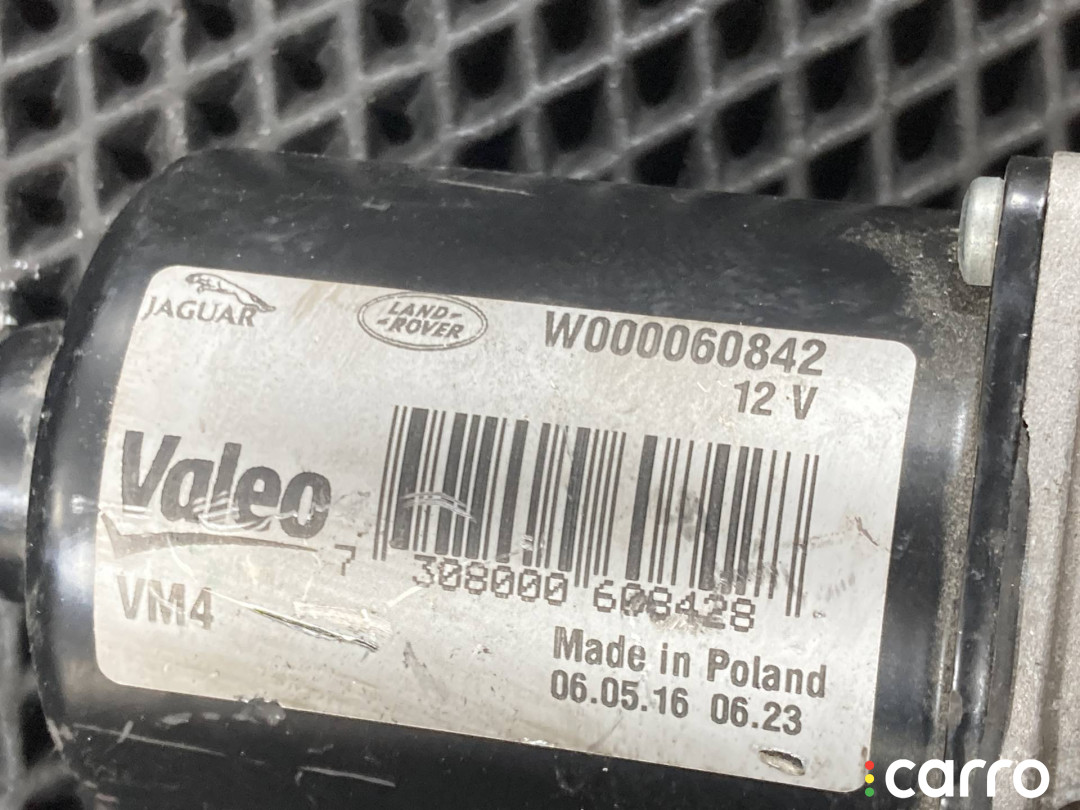 JAGUAR
LAND-
-ROVER
W000060842
12 V
Valeo
7 308000 608428
VM4
Made in Poland
06.05.16 06.23
carro